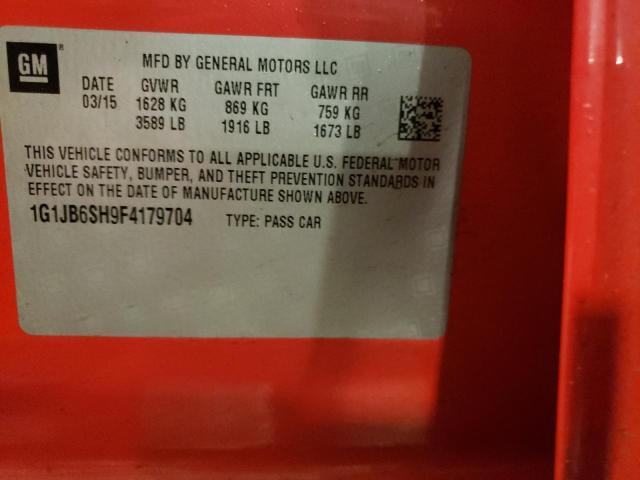 GM®
MFD BY GENERAL MOTORS LLC
DATE GVWR GAWR FRT GAWR RR
03/15 1628 KG 869 KG 759 KG
3589 LB 1916 LB 1673 LB
THIS VEHICLE CONFORMS TO ALL APPLICABLE U.S. FEDERAL MOTOR
VEHICLE SAFETY, BUMPER, AND THEFT PREVENTION STANDARDS IN
EFFECT ON THE DATE OF MANUFACTURE SHOWN ABOVE.
1G1JB6SH9F4179704 TYPE: PASS CAR